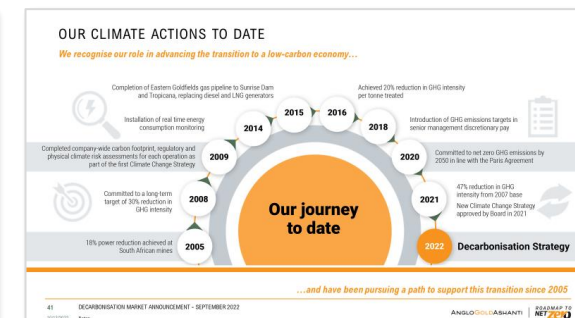 OUR CLIMATE ACTIONS TO DATE
We recognise our role in advancing the transition to a low-carbon economy…
Completion of Eastern Goldfields gas pipeline to Sunrise Dam
and Tropicana, replacing diesel and LNG generators
Achieved 20% reduction in GHG intensity
per tonne treated
2015
2016
Installation of real time energy
consumption monitoring
2014
2018
Introduction of GHG emissions targets in
senior management discretionary pay
Completed company-wide carbon footprint, regulatory and
physical climate risk assessments for each operation as
part of the first Climate Change Strategy
2009
2020
Committed to net zero GHG emissions by
2050 in line with the Paris Agreement
Committed to a long-term
target of 30% reduction in
GHG intensity
2008
2021
47% reduction in GHG
intensity from 2007 base
New Climate Change Strategy
approved by Board in 2021
Our journey
to date
18% power reduction achieved at
South African mines
2005
2022
Decarbonisation Strategy
…and have been pursuing a path to support this transition since 2005
41
DECARBONISATION MARKET ANNOUNCEMENT - SEPTEMBER 2022
ANGLOGOLDASHANTI
ROADMAP TO
NET ZERO